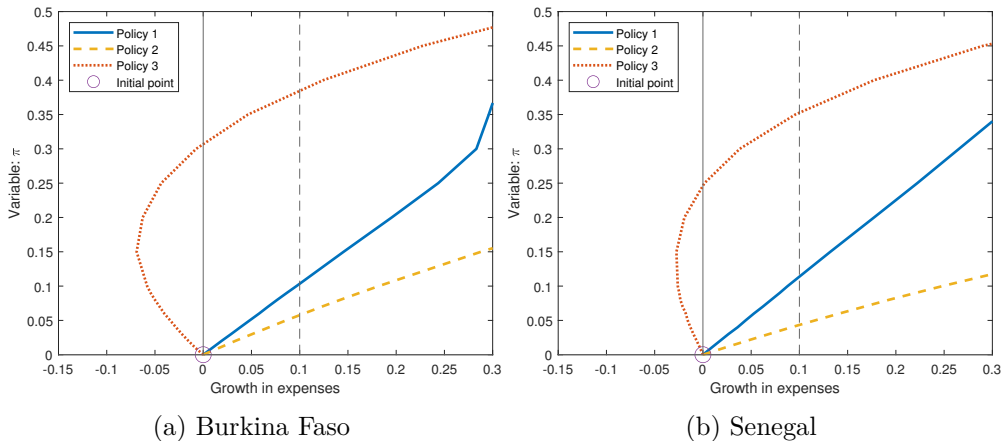 0.5
0.45
0.4
0.35
0.3
0.25
0.2
0.15
0.1
0.05
0
Variable: π
Policy 1
Policy 2
Policy 3
Initial point
-0.15 -0.1 -0.05 0 0.05 0.1 0.15 0.2 0.25 0.3
Growth in expenses
(a) Burkina Faso
0.5
0.45
0.4
0.35
0.3
0.25
0.2
0.15
0.1
0.05
0
Variable: π
Policy 1
Policy 2
Policy 3
Initial point
-0.15 -0.1 -0.05 0 0.05 0.1 0.15 0.2 0.25 0.3
Growth in expenses
(b) Senegal